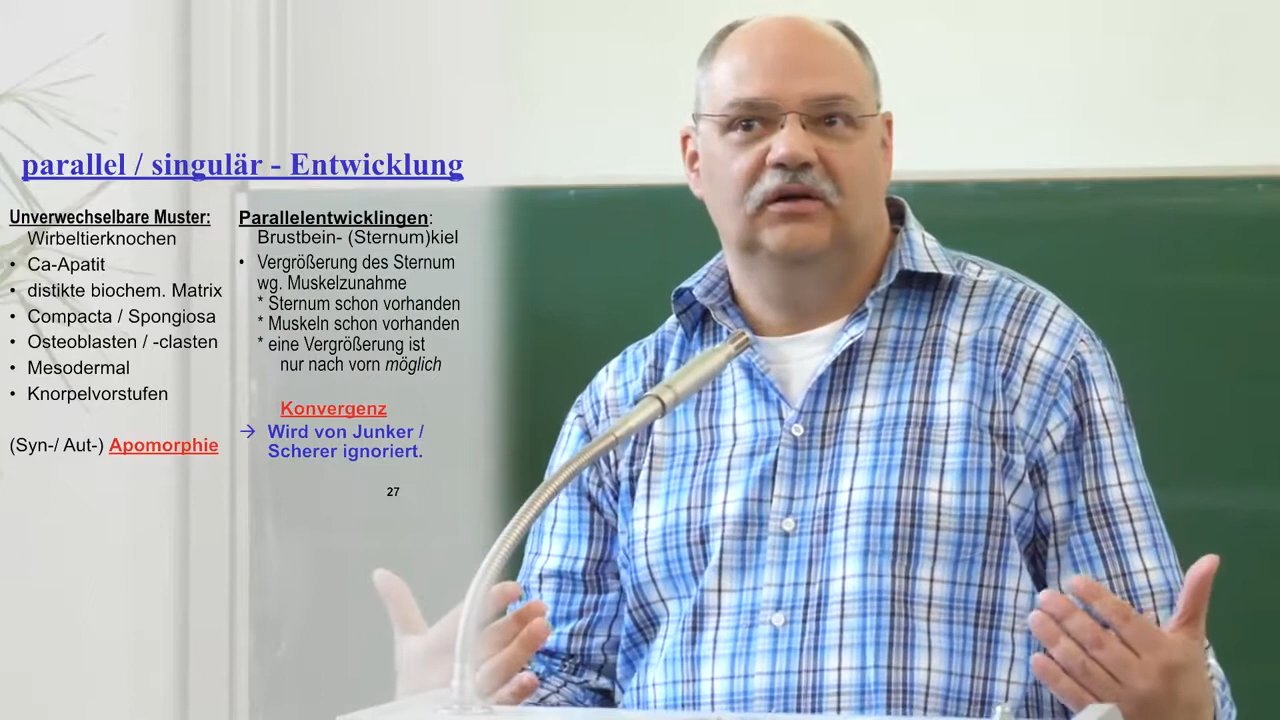 parallel / singulär - Entwicklung
Unverwechselbare Muster:
Wirbeltierknochen
• Ca-Apatit
• distikte biochem. Matrix
• Compacta / Spongiosa
• Osteoblasten / -clasten
• Mesodermal
• Knorpelvorstufen
(Syn-/ Aut-) Apomorphie
Parallelentwicklingen:
Brustbein- (Sternum)kiel
• Vergrößerung des Sternum
wg. Muskelzunahme
* Sternum schon vorhanden
* Muskeln schon vorhanden
* eine Vergrößerung ist
nur nach vorn möglich
Konvergenz
→ Wird von Junker /
Scherer ignoriert.
27